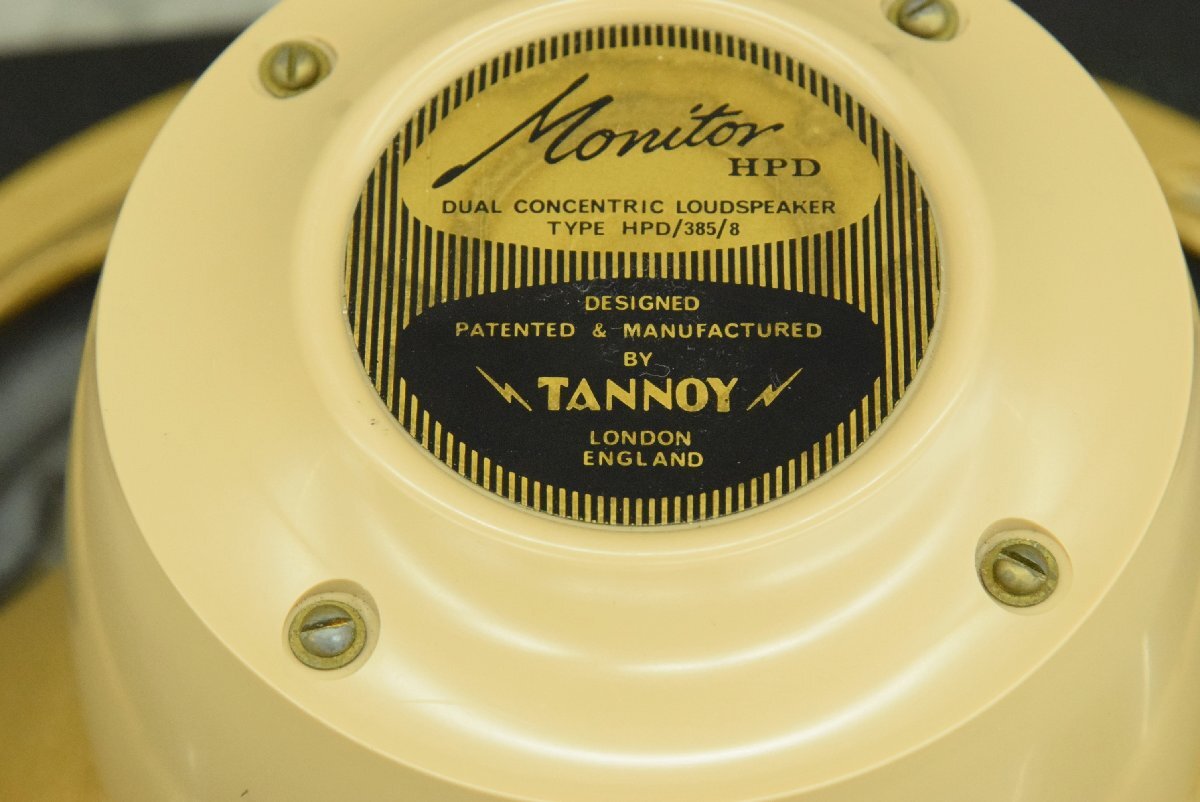 Monitor
HPD
DUAL CONCENTRIC LOUDSPEAKER
TYPE HPD/385/8
DESIGNED
PATENTED & MANUFACTURED
BY
TANNOY
LONDON
ENGLAND